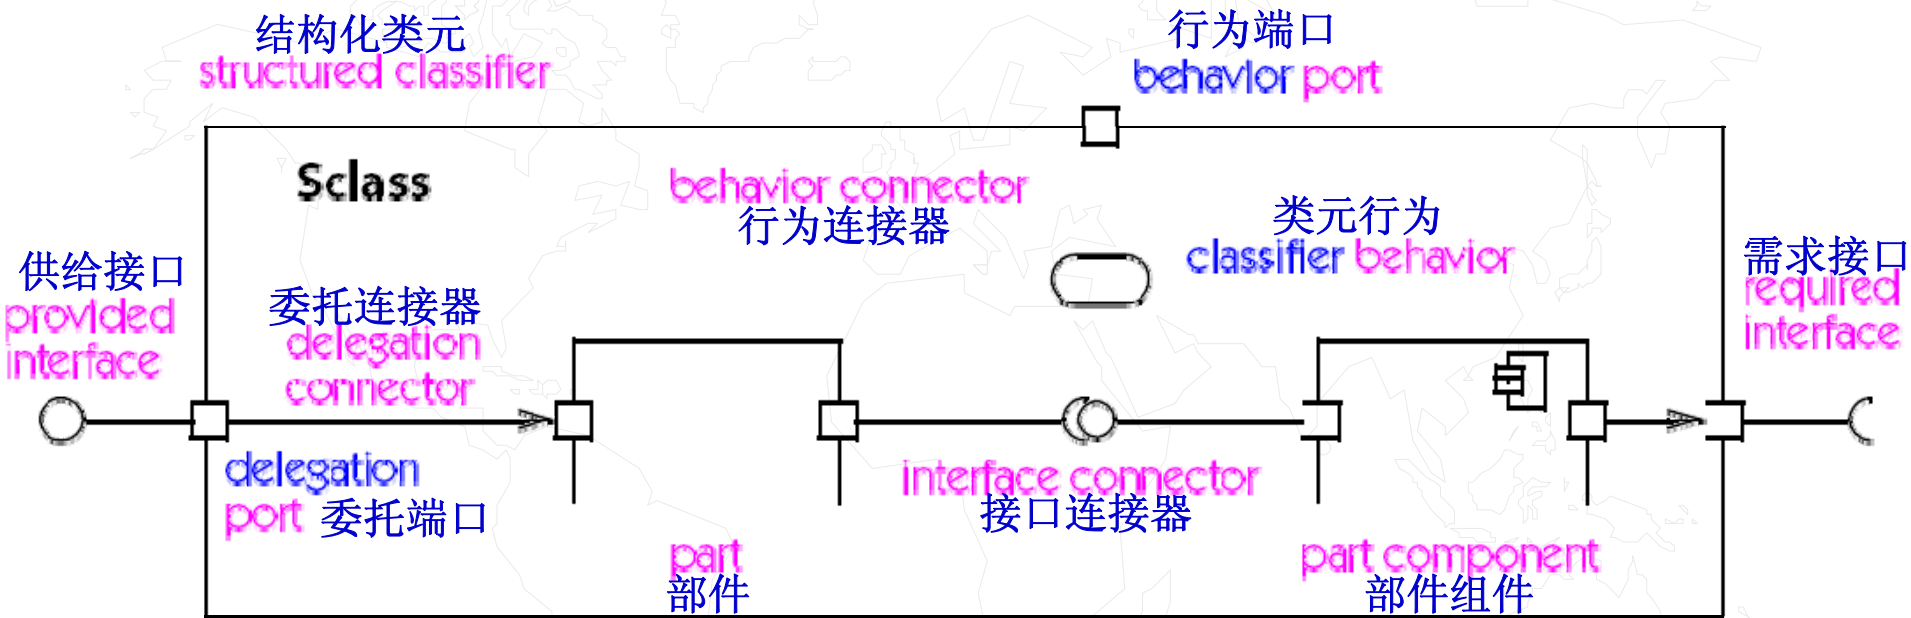 结构化类元
structured classifier
行为端口
behavior port
Sclass
behavior connector
行为连接器
类元行为
classifier behavior
供给接口
provided
interface
委托连接器
delegation
connector
需求接口
required
interface
delegation
port 委托端口
interface connector
接口连接器
part
部件
part component
部件组件